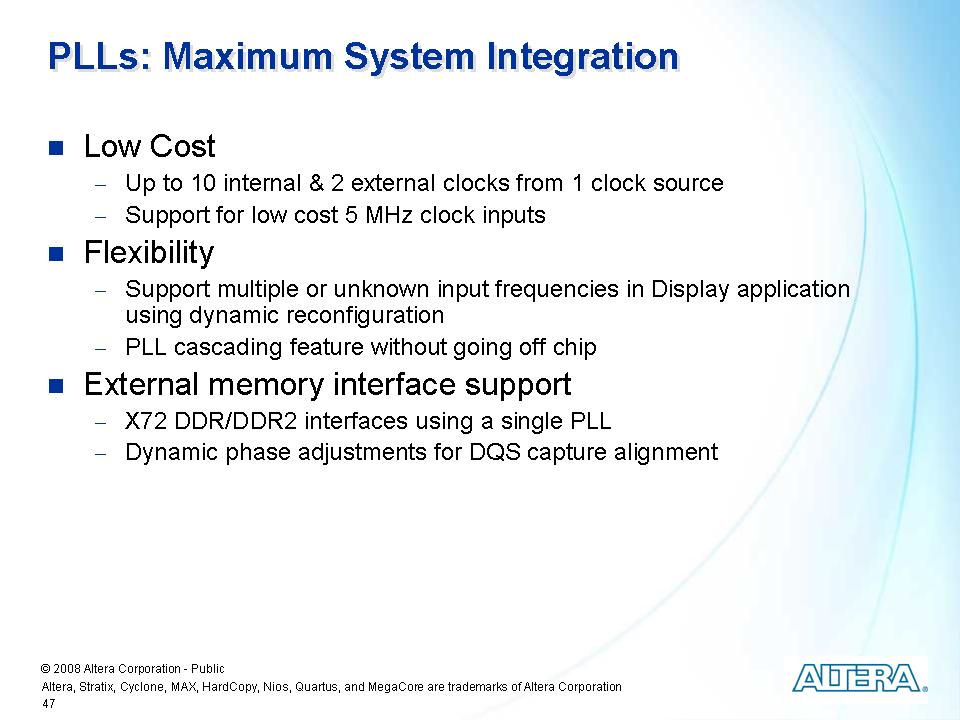 PLLs: Maximum System Integration
Low Cost
– Up to 10 internal & 2 external clocks from 1 clock source
– Support for low cost 5 MHz clock inputs
Flexibility
– Support multiple or unknown input frequencies in Display application
using dynamic reconfiguration
– PLL cascading feature without going off chip
External memory interface support
– X72 DDR/DDR2 interfaces using a single PLL
– Dynamic phase adjustments for DQS capture alignment
© 2008 Altera Corporation - Public
Altera, Stratix, Cyclone, MAX, HardCopy, Nios, Quartus, and MegaCore are trademarks of Altera Corporation
47
ALTERA®